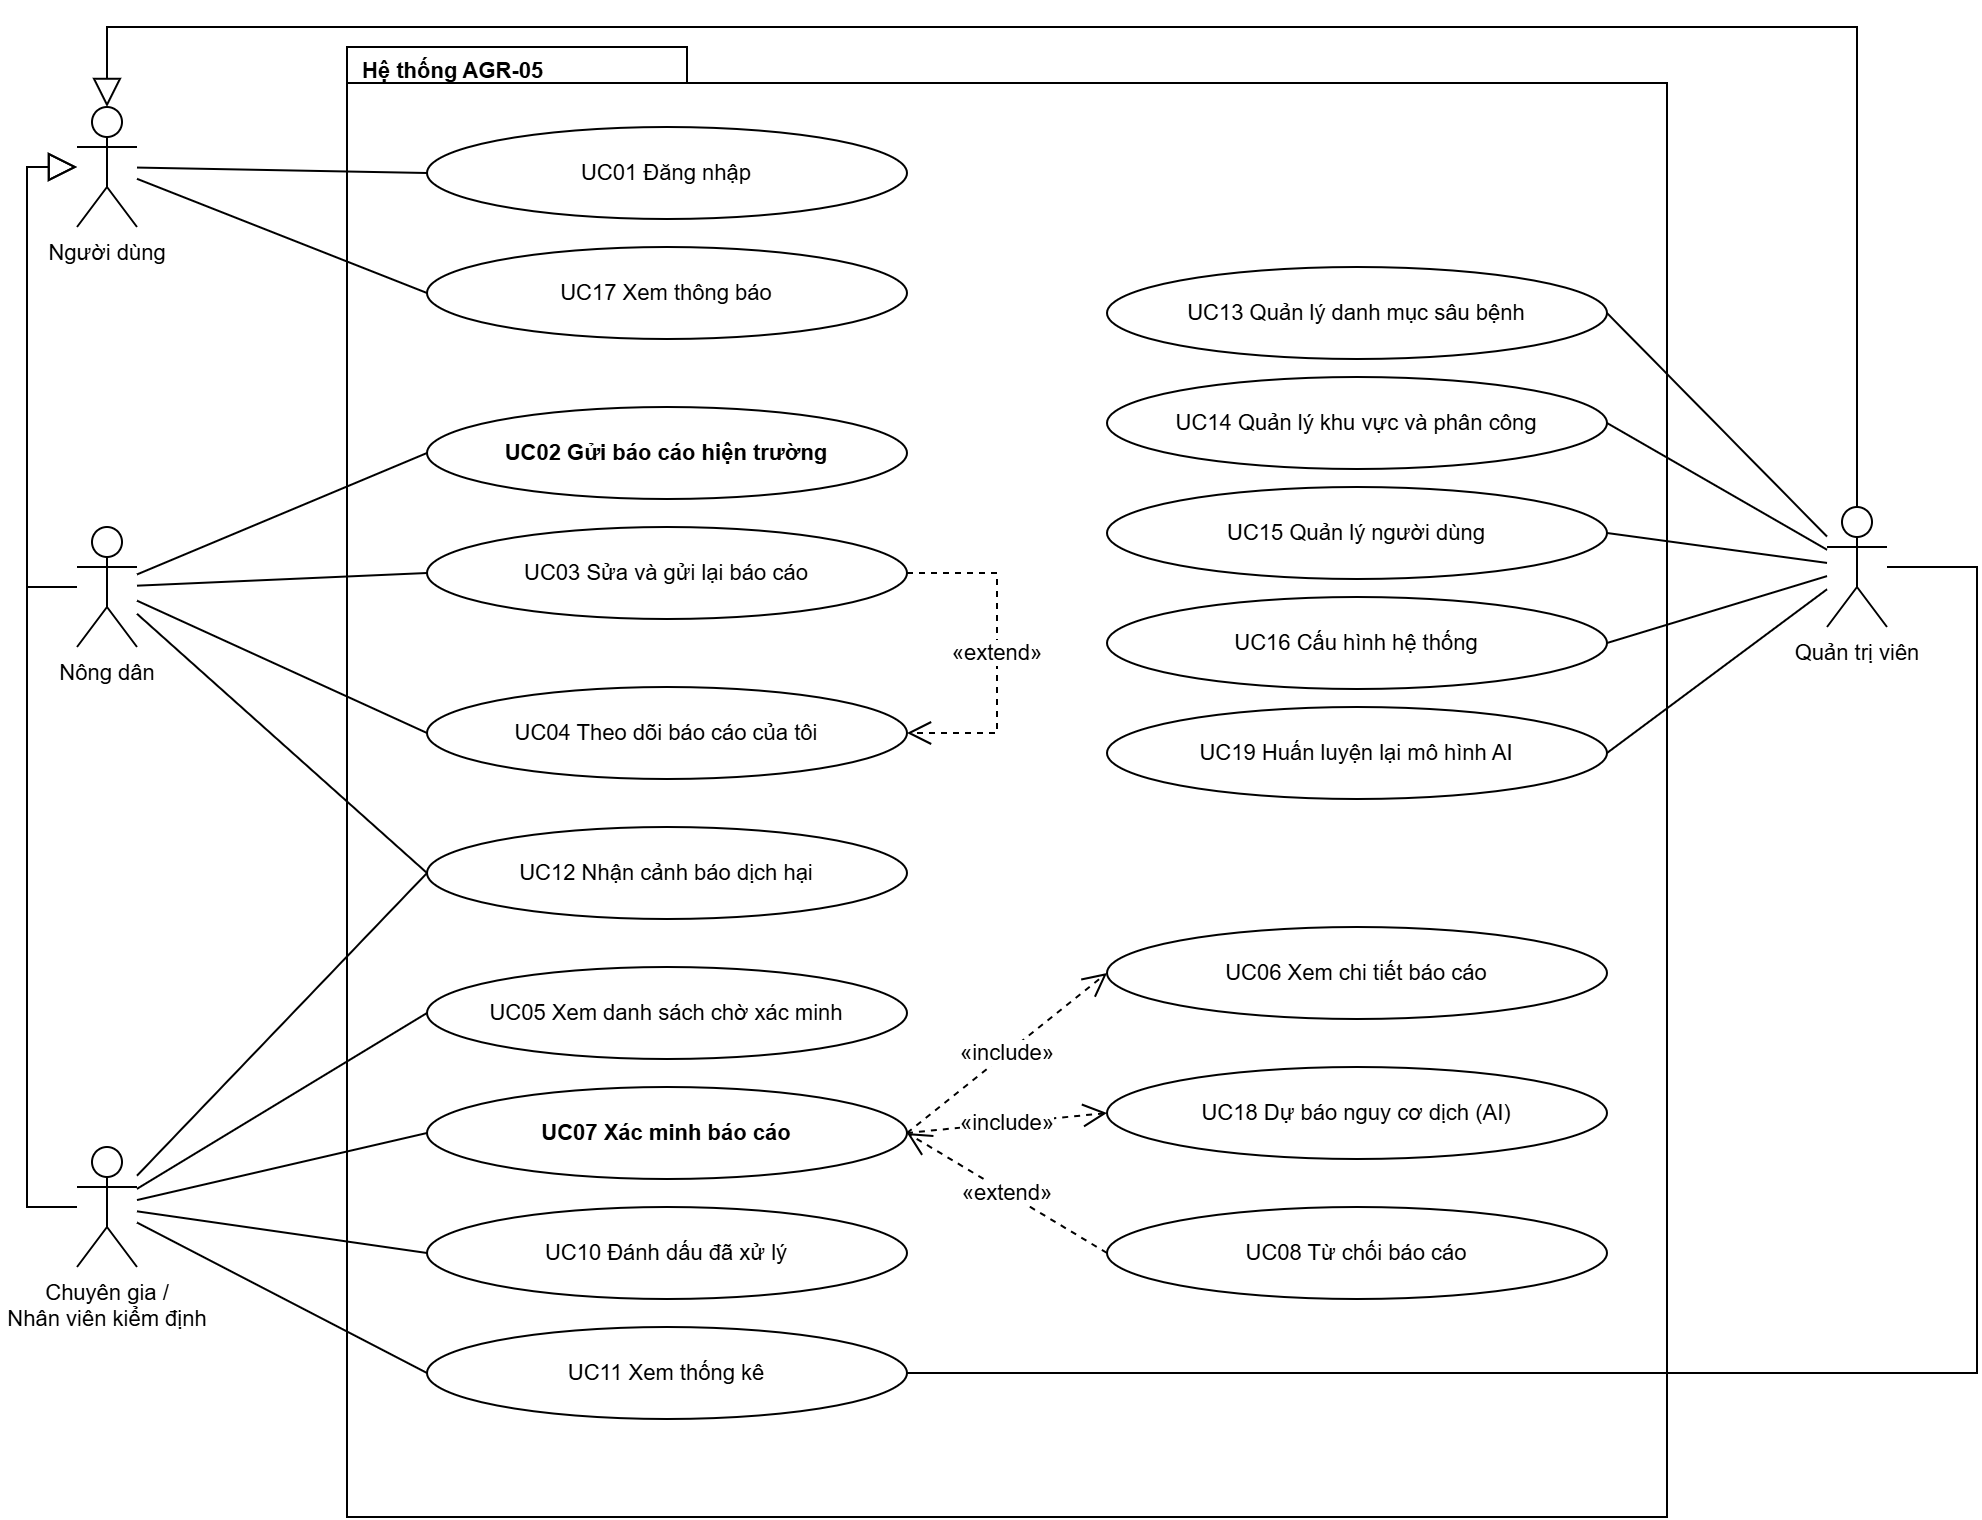 Hệ thống AGR-05
UC01 Đăng nhập
Người dùng
UC17 Xem thông báo
UC13 Quản lý danh mục sâu bệnh
UC14 Quản lý khu vực và phân công
UC02 Gửi báo cáo hiện trường
UC15 Quản lý người dùng
UC03 Sửa và gửi lại báo cáo
UC16 Cấu hình hệ thống
«extend»
Quản trị viên
Nông dân
UC04 Theo dõi báo cáo của tôi
UC19 Huấn luyện lại mô hình AI
UC12 Nhận cảnh báo dịch hại
UC06 Xem chi tiết báo cáo
UC05 Xem danh sách chờ xác minh
«include»
UC18 Dự báo nguy cơ dịch (AI)
«include»
UC07 Xác minh báo cáo
«extend»
UC10 Đánh dấu đã xử lý
UC08 Từ chối báo cáo
Chuyên gia /
Nhân viên kiểm định
UC11 Xem thống kê